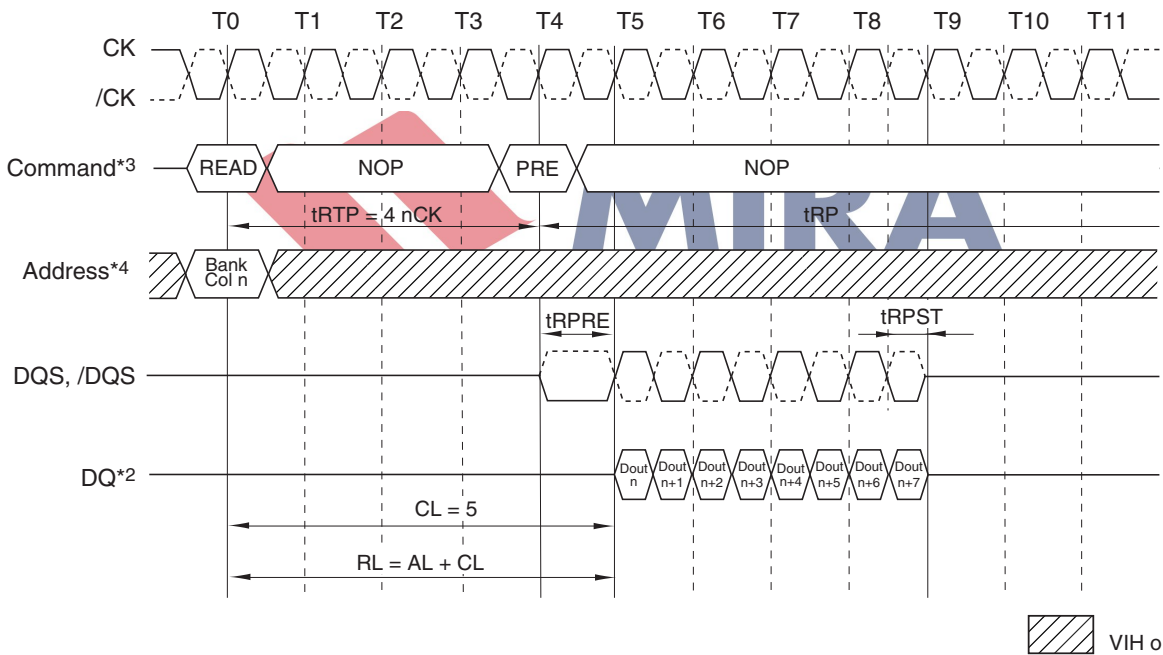 T0 T1 T2 T3 T4 T5 T6 T7 T8 T9 T10 T11
CK
/CK
Command*3 READ NOP PRE NOP
tRTP = 4 nCK tRP
MIRA
Address*4 Bank Col n
tRPRE tRPST
DQS, /DQS
DQ*2 Dout n Dout n+1 Dout n+2 Dout n+3 Dout n+4 Dout n+5 Dout n+6 Dout n+7
CL = 5
RL = AL + CL
VIH o